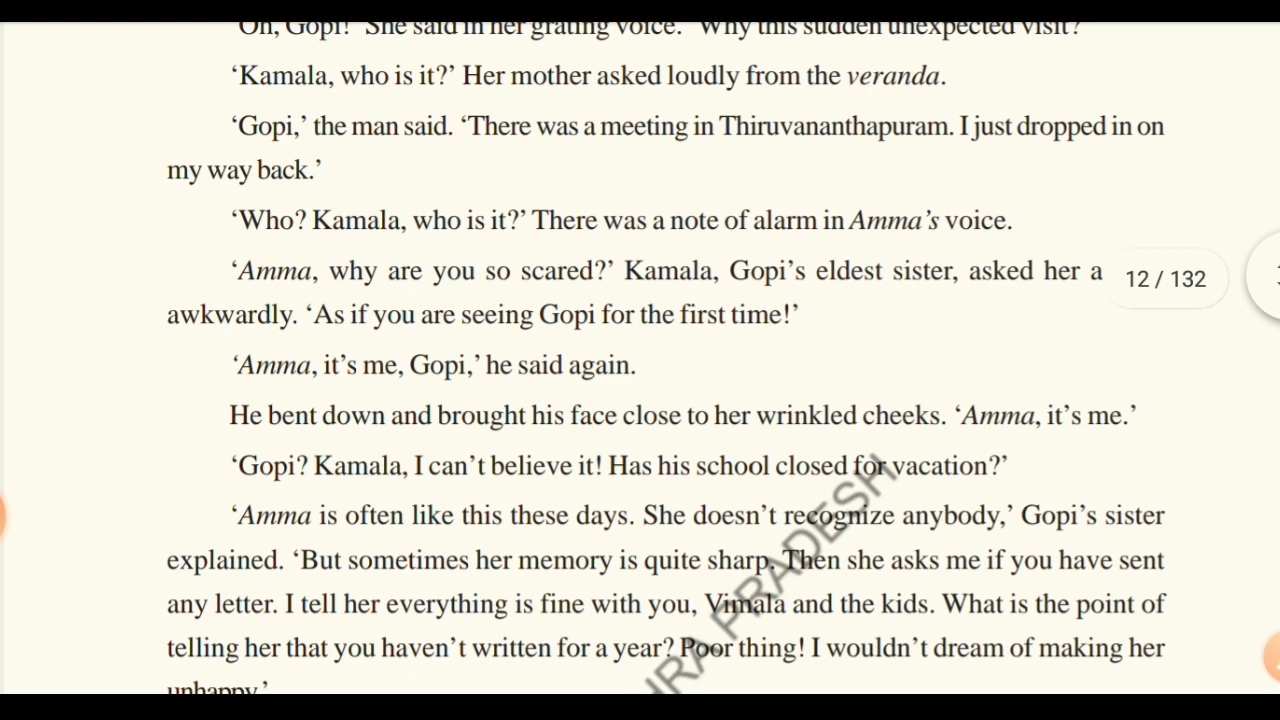 ‘Oh, Gopi!’ She said in her grating voice. ‘Why this sudden unexpected visit?’
‘Kamala, who is it?’ Her mother asked loudly from the veranda.
‘Gopi,’ the man said. ‘There was a meeting in Thiruvananthapuram. I just dropped in on
my way back.’
‘Who? Kamala, who is it?’ There was a note of alarm in Amma’s voice.
‘Amma, why are you so scared?’ Kamala, Gopi’s eldest sister, asked her a
12 / 132
awkwardly. ‘As if you are seeing Gopi for the first time!’
‘Amma, it’s me, Gopi,’ he said again.
He bent down and brought his face close to her wrinkled cheeks. ‘Amma, it’s me.’
‘Gopi? Kamala, I can’t believe it! Has his school closed for vacation?’
‘Amma is often like this these days. She doesn’t recognize anybody,’ Gopi’s sister
explained. ‘But sometimes her memory is quite sharp. Then she asks me if you have sent
any letter. I tell her everything is fine with you, Vimala and the kids. What is the point of
telling her that you haven’t written for a year? Poor thing! I wouldn’t dream of making her
unhappy.’
HRA PRADESH